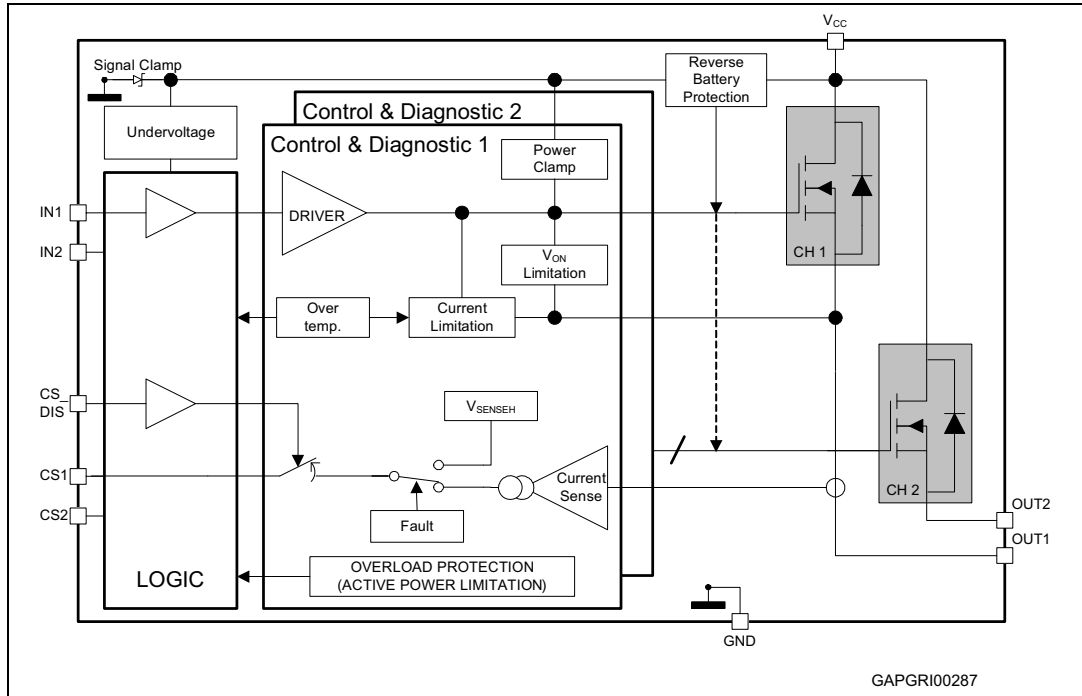 VCC
Signal Clamp
Reverse
Battery
Protection
Undervoltage
Control & Diagnostic 2
Control & Diagnostic 1
Power
Clamp
IN1
DRIVER
IN2
VON
Limitation
CH 1
Over
temp.
Current
Limitation
CS_
DIS
VSENSEH
CS1
Current
Sense
CH 2
CS2
Fault
OUT2
OUT1
LOGIC
OVERLOAD PROTECTION
(ACTIVE POWER LIMITATION)
GND
GAPGRI00287